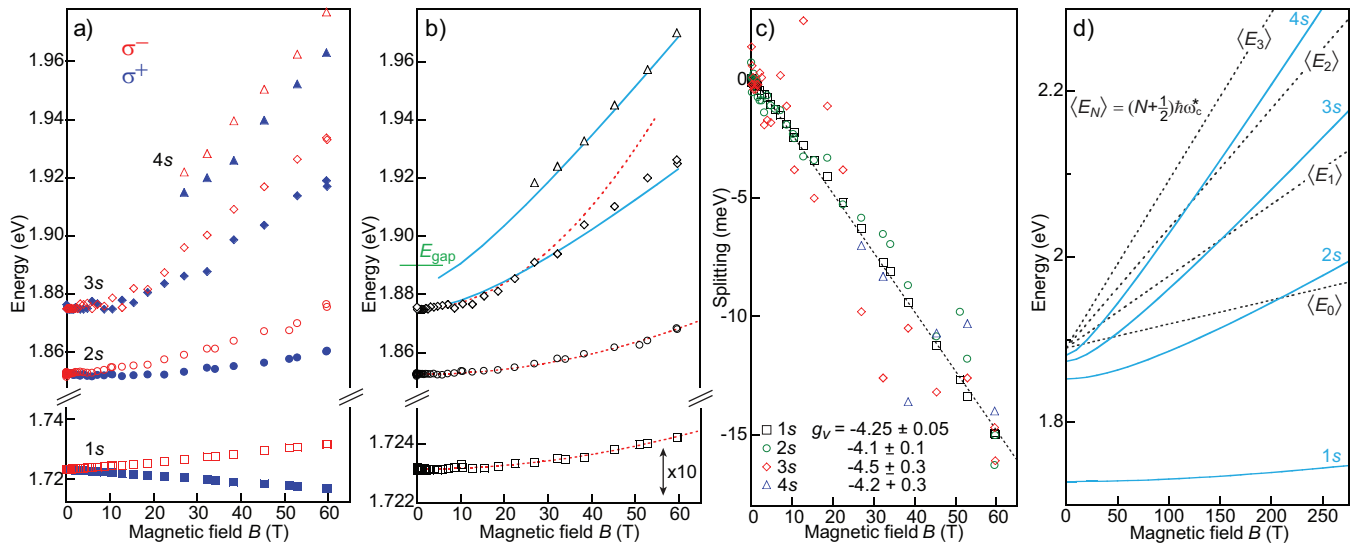 a)
σ−
σ+
4s
3s
2s
1s
1.96
1.94
1.92
1.90
1.88
1.86
1.74
1.72
Energy (eV)
0 10 20 30 40 50 60
Magnetic field B (T)
b)
Egap
1.96
1.94
1.92
1.90
1.88
1.86
1.724
1.722
Energy (eV)
x10
0 10 20 30 40 50 60
Magnetic field B (T)
c)
0
-5
-10
-15
Splitting (meV)
1s gv = -4.25 ± 0.05
2s -4.1 ± 0.1
3s -4.5 ± 0.3
4s -4.2 + 0.3
0 10 20 30 40 50 60
Magnetic field B (T)
d)
4s
⟨E3⟩
⟨E2⟩
⟨EN⟩ = (N+½)ℏω*c
3s
⟨E1⟩
2s
⟨E0⟩
1s
2.2
2.0
1.8
Energy (eV)
0 50 100 150 200 250
Magnetic field B (T)